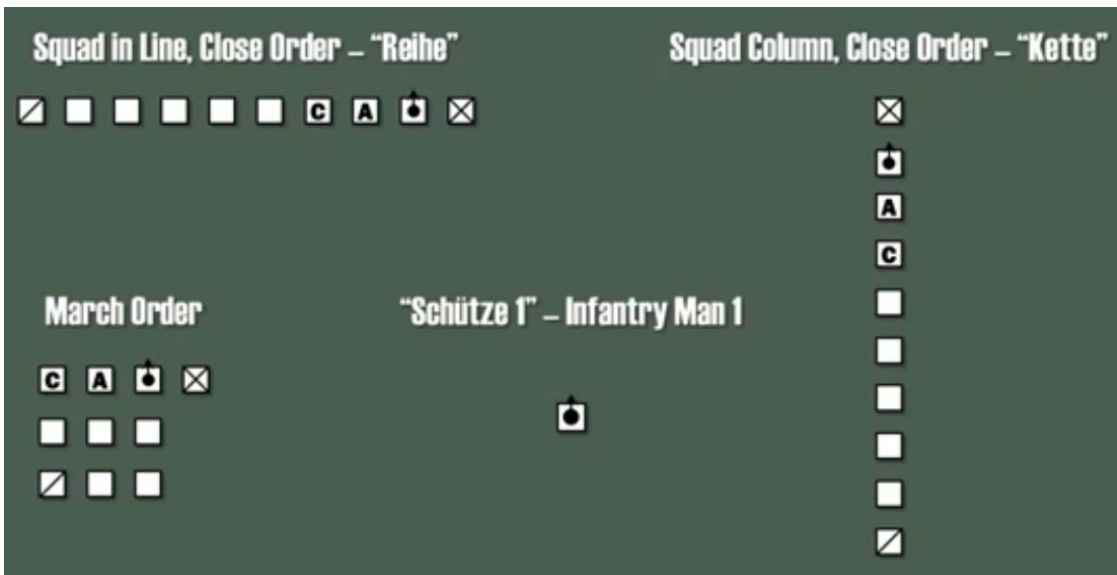 Squad in Line, Close Order – “Reihe”
Squad Column, Close Order – “Kette”
C A
A
C
March Order
“Schütze 1” – Infantry Man 1
C A